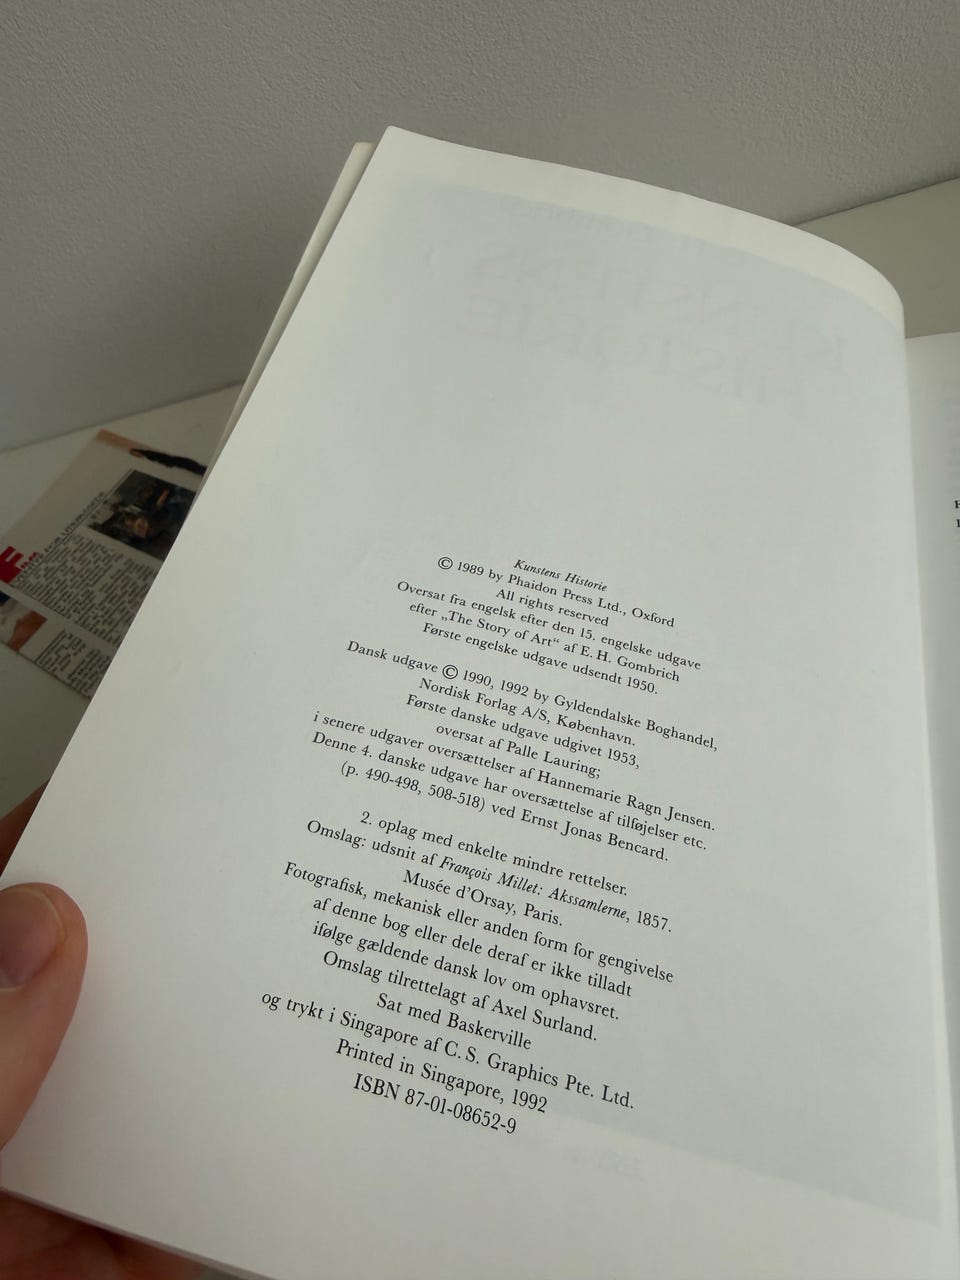 Kunstens Historie
© 1989 by Phaidon Press Ltd., Oxford
All rights reserved
Oversat fra engelsk efter den 15. engelske udgave
efter „The Story of Art“ af E. H. Gombrich
Første engelske udgave udsendt 1950.
Dansk udgave © 1990, 1992 by Gyldendalske Boghandel,
Nordisk Forlag A/S, København.
Første danske udgave udgivet 1953,
oversat af Palle Lauring;
i senere udgaver oversættelser af Hannemarie Ragn Jensen.
Denne 4. danske udgave har oversættelse af tilføjelser etc.
(p. 490-498, 508-518) ved Ernst Jonas Bencard.
2. oplag med enkelte mindre rettelser.
Omslag: udsnit af François Millet: Akssamlerne, 1857.
Musée d’Orsay, Paris.
Fotografisk, mekanisk eller anden form for gengivelse
af denne bog eller dele deraf er ikke tilladt
ifølge gældende dansk lov om ophavsret.
Omslag tilrettelagt af Axel Surland.
Sat med Baskerville
og trykt i Singapore af C. S. Graphics Pte. Ltd.
Printed in Singapore, 1992
ISBN 87-01-08652-9
KUNSTENS
HISTORIE